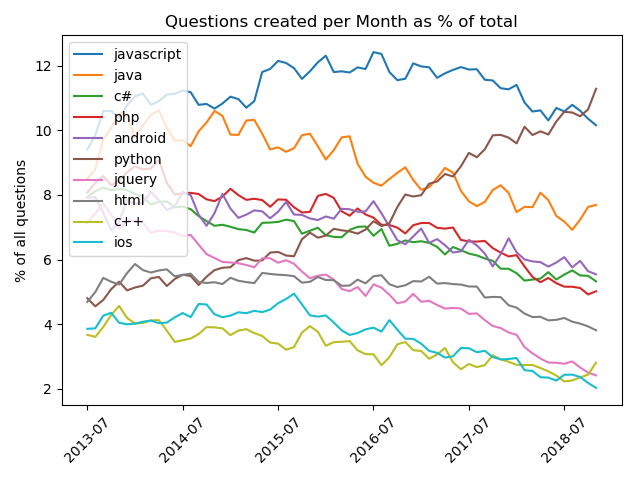 Questions created per Month as % of total
% of all questions
12
10
8
6
4
2
javascript
java
c#
php
android
python
jquery
html
c++
ios
2013-07
2014-07
2015-07
2016-07
2017-07
2018-07